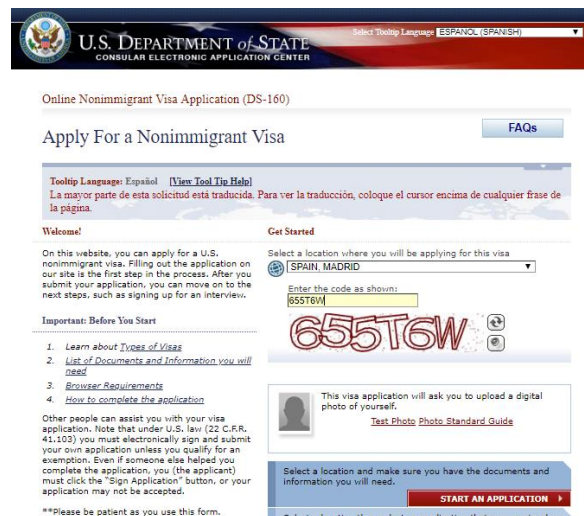 U.S. DEPARTMENT of STATE
CONSULAR ELECTRONIC APPLICATION CENTER
Select Tooltip Language ESPAÑOL (SPANISH)
Online Nonimmigrant Visa Application (DS-160)
Apply For a Nonimmigrant Visa
FAQs
Tooltip Language: Español [View Tool Tip Help]
La mayor parte de esta solicitud está traducida. Para ver la traducción, coloque el cursor encima de cualquier frase de
la página.
Welcome!
On this website, you can apply for a U.S.
nonimmigrant visa. Filling out the application on
our site is the first step in the process. After you
submit your application, you can move on to the
next steps, such as signing up for an interview.
Important: Before You Start
1. Learn about Types of Visas
2. List of Documents and Information you will
need
3. Browser Requirements
4. How to complete the application
Other people can assist you with your visa
application. Note that under U.S. law (22 C.F.R.
41.103) you must electronically sign and submit
your own application unless you qualify for an
exemption. Even if someone else helped you
complete the application, you (the applicant)
must click the "Sign Application" button, or your
application may not be accepted.
**Please be patient as you use this form.
Get Started
Select a location where you will be applying for this visa
SPAIN, MADRID
Enter the code as shown:
655T6W
655T6W
This visa application will ask you to upload a digital
photo of yourself.
Test Photo Photo Standard Guide
Select a location and make sure you have the documents and
information you will need.
START AN APPLICATION